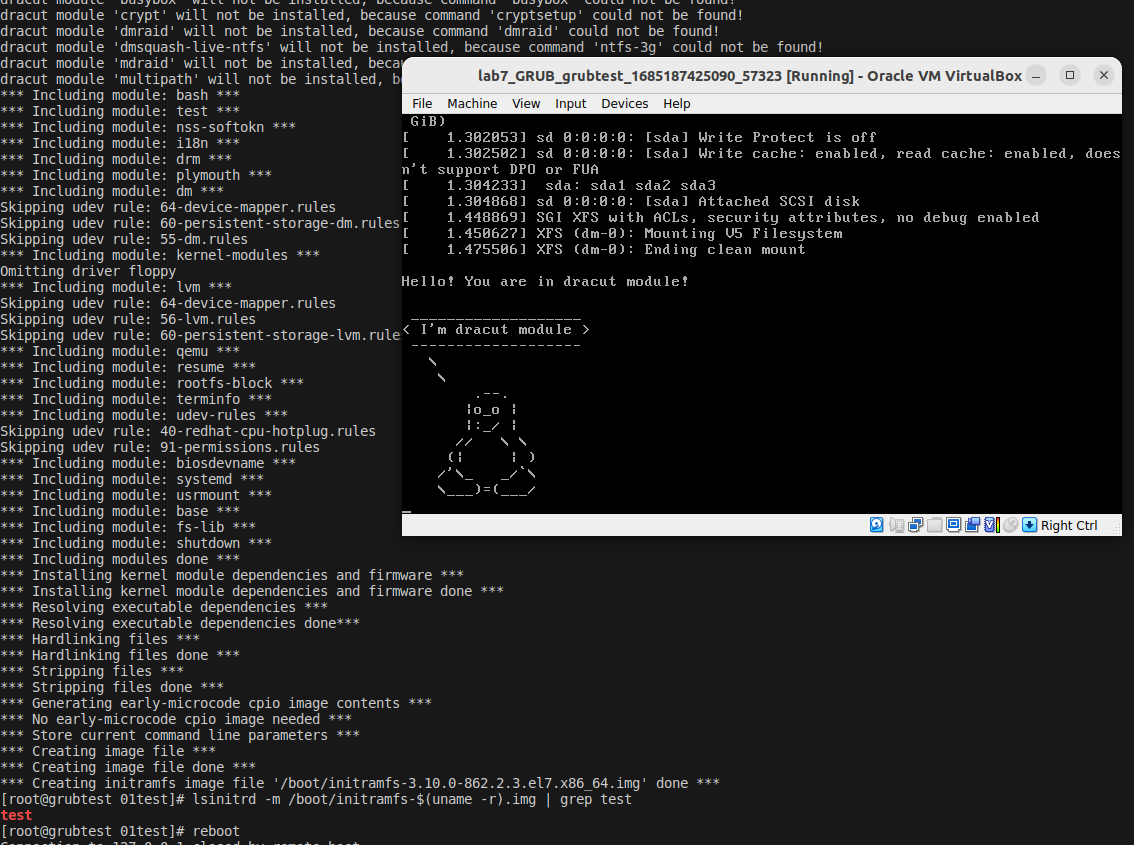 dracut module 'busybox' will not be installed, because command 'busybox' could not be found!
dracut module 'crypt' will not be installed, because command 'cryptsetup' could not be found!
dracut module 'dmraid' will not be installed, because command 'dmraid' could not be found!
dracut module 'dmsquash-live-ntfs' will not be installed, because command 'ntfs-3g' could not be found!
dracut module 'mdraid' will not be installed, becau
dracut module 'multipath' will not be installed, b
*** Including module: bash ***
*** Including module: test ***
*** Including module: nss-softokn ***
*** Including module: i18n ***
*** Including module: drm ***
*** Including module: plymouth ***
*** Including module: dm ***
Skipping udev rule: 64-device-mapper.rules
Skipping udev rule: 60-persistent-storage-dm.rules
Skipping udev rule: 55-dm.rules
*** Including module: kernel-modules ***
Omitting driver floppy
*** Including module: lvm ***
Skipping udev rule: 64-device-mapper.rules
Skipping udev rule: 56-lvm.rules
Skipping udev rule: 60-persistent-storage-lvm.rules
*** Including module: qemu ***
*** Including module: resume ***
*** Including module: rootfs-block ***
*** Including module: terminfo ***
*** Including module: udev-rules ***
Skipping udev rule: 40-redhat-cpu-hotplug.rules
Skipping udev rule: 91-permissions.rules
*** Including module: biosdevname ***
*** Including module: systemd ***
*** Including module: usrmount ***
*** Including module: base ***
*** Including module: fs-lib ***
*** Including module: shutdown ***
*** Including modules done ***
*** Installing kernel module dependencies and firmware ***
*** Installing kernel module dependencies and firmware done ***
*** Resolving executable dependencies ***
*** Resolving executable dependencies done***
*** Hardlinking files ***
*** Hardlinking files done ***
*** Stripping files ***
*** Stripping files done ***
*** Generating early-microcode cpio image contents ***
*** No early-microcode cpio image needed ***
*** Store current command line parameters ***
*** Creating image file ***
*** Creating image file done ***
*** Creating initramfs image file '/boot/initramfs-3.10.0-862.2.3.el7.x86_64.img' done ***
[root@grubtest 01test]# lsinitrd -m /boot/initramfs-$(uname -r).img | grep test
test
[root@grubtest 01test]# reboot
Connection to 127.0.0.1 closed by remote host.
lab7_GRUB_grubtest_1685187425090_57323 [Running] - Oracle VM VirtualBox
File Machine View Input Devices Help
GiB)
[    1.302053] sd 0:0:0:0: [sda] Write Protect is off
[    1.302502] sd 0:0:0:0: [sda] Write cache: enabled, read cache: enabled, does
n't support DPO or FUA
[    1.304233]  sda: sda1 sda2 sda3
[    1.304868] sd 0:0:0:0: [sda] Attached SCSI disk
[    1.448869] SGI XFS with ACLs, security attributes, no debug enabled
[    1.450627] XFS (dm-0): Mounting V5 Filesystem
[    1.475506] XFS (dm-0): Ending clean mount
Hello! You are in dracut module!
 ___________________
< I'm dracut module >
 -------------------
   \
    \
        .--.
       |o_o |
       |:_/ |
      //   \ \
     (|     | )
    /'\_   _/`\
    \___)=(___/
_
Right Ctrl